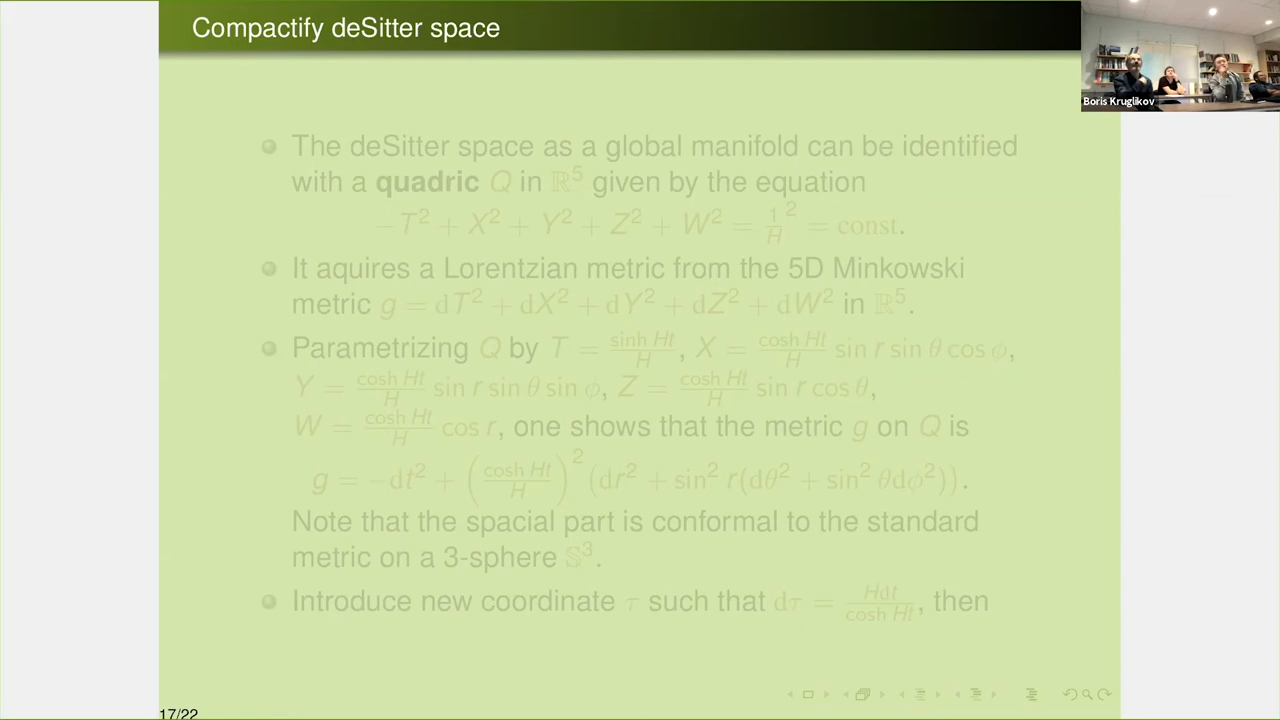 Compactify deSitter space
Boris Kruglikov
The deSitter space as a global manifold can be identified
with a quadric Q in ℝ⁵ given by the equation
−T² + X² + Y² + Z² + W² = 1/H ² = const.
It aquires a Lorentzian metric from the 5D Minkowski
metric g = dT² + dX² + dY² + dZ² + dW² in ℝ⁵.
Parametrizing Q by T = sinh Ht/H, X = cosh Ht/H sin r sin θ cos ϕ,
Y = cosh Ht/H sin r sin θ sin ϕ, Z = cosh Ht/H sin r cos θ,
W = cosh Ht/H cos r, one shows that the metric g on Q is
g = −dt² + (cosh Ht/H)² (dr² + sin² r(dθ² + sin² θdϕ²)).
Note that the spacial part is conformal to the standard
metric on a 3-sphere 𝕊³.
Introduce new coordinate τ such that dτ = Hdt/cosh Ht, then
17/22